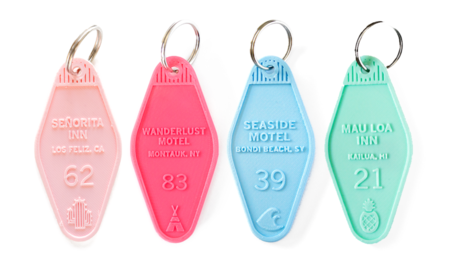 SEÑORITA
INN
LOS FELIZ, CA
62
WANDERLUST
MOTEL
MONTAUK, NY
83
SEASIDE
MOTEL
BONDI BEACH, SY
39
MAU LOA
INN
KAILUA, HI
21